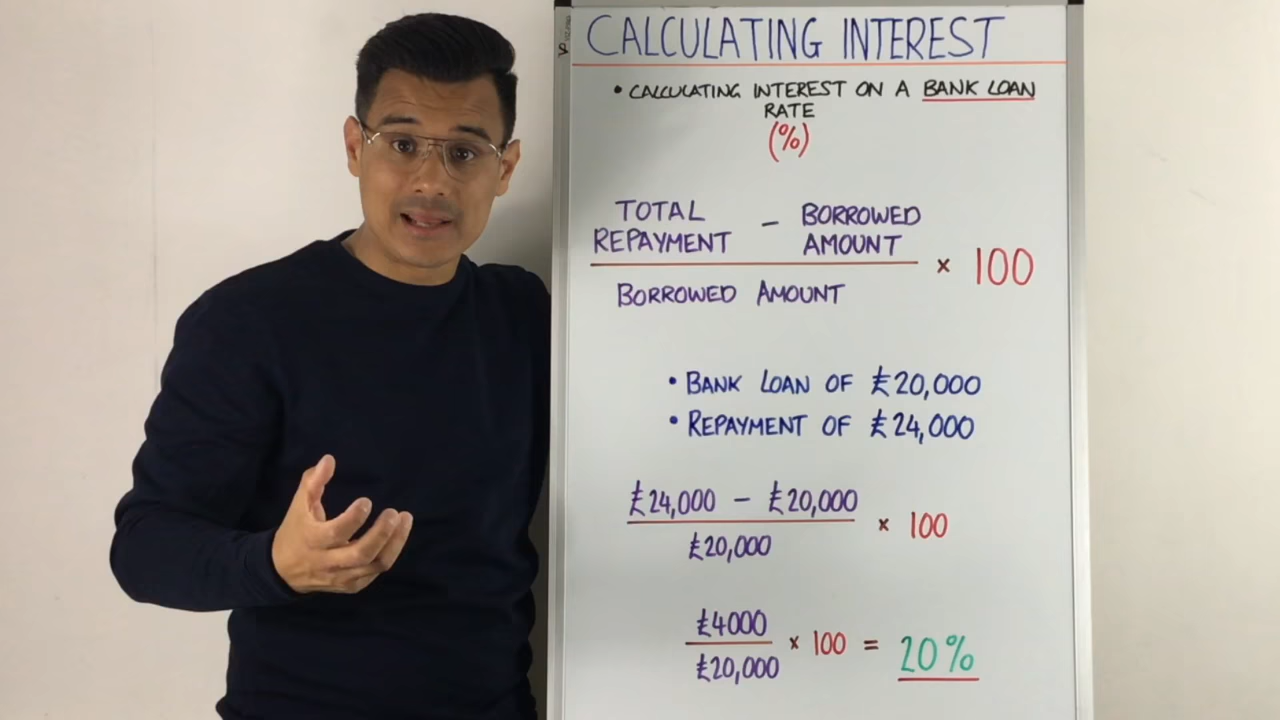 CALCULATING INTEREST
• CALCULATING INTEREST ON A BANK LOAN
RATE
(%)
TOTAL REPAYMENT - BORROWED AMOUNT
BORROWED AMOUNT
× 100
• BANK LOAN OF £20,000
• REPAYMENT OF £24,000
£24,000 - £20,000
£20,000
× 100
£4000
£20,000
× 100 = 20%